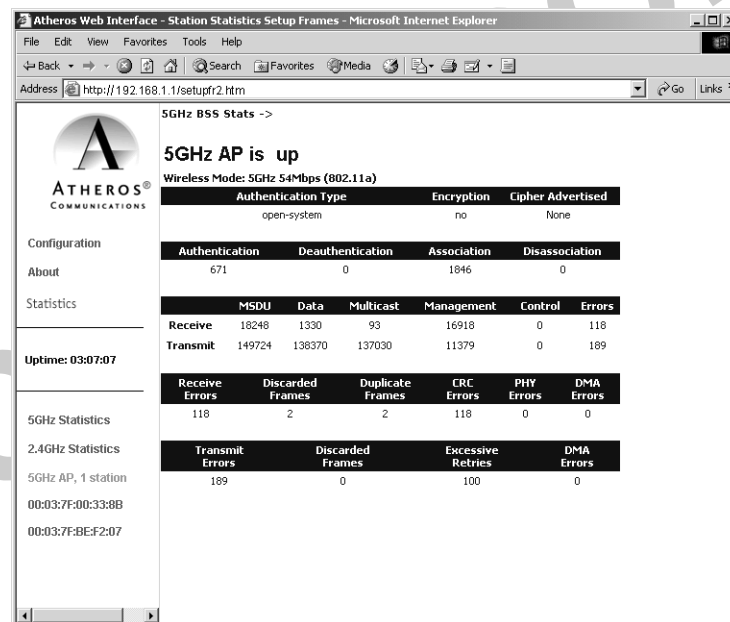 Atheros Web Interface - Station Statistics Setup Frames - Microsoft Internet Explorer
File Edit View Favorites Tools Help
Back Search Favorites Media
Address http://192.168.1.1/setupfr2.htm Go Links
ATHEROS®
COMMUNICATIONS
Configuration
About
Statistics
Uptime: 03:07:07
5GHz Statistics
2.4GHz Statistics
5GHz AP, 1 station
00:03:7F:00:33:8B
00:03:7F:BE:F2:07
5GHz BSS Stats ->
5GHz AP is up
Wireless Mode: 5GHz 54Mbps (802.11a)
Authentication Type Encryption Cipher Advertised
open-system no None
Authentication Deauthentication Association Disassociation
671 0 1846 0
MSDU Data Multicast Management Control Errors
Receive 18248 1330 93 16918 0 118
Transmit 149724 138370 137030 11379 0 189
Receive Errors Discarded Frames Duplicate Frames CRC Errors PHY Errors DMA Errors
118 2 2 118 0 0
Transmit Errors Discarded Frames Excessive Retries DMA Errors
189 0 100 0